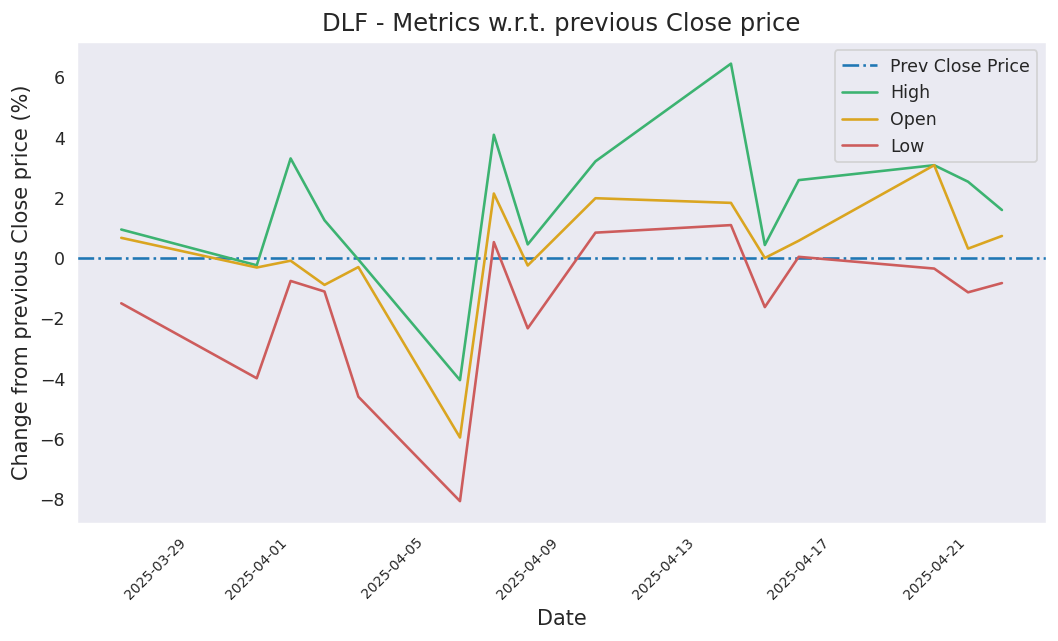 DLF - Metrics w.r.t. previous Close price
Prev Close Price
High
Open
Low
Change from previous Close price (%)
6
4
2
0
−2
−4
−6
−8
2025-03-29
2025-04-01
2025-04-05
2025-04-09
2025-04-13
2025-04-17
2025-04-21
Date